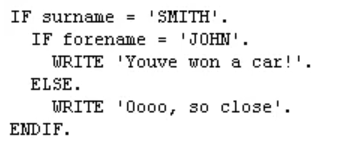 IF surname = 'SMITH'.
IF forename = 'JOHN'.
WRITE 'Youve won a car!'.
ELSE.
WRITE 'Oooo, so close'.
ENDIF.